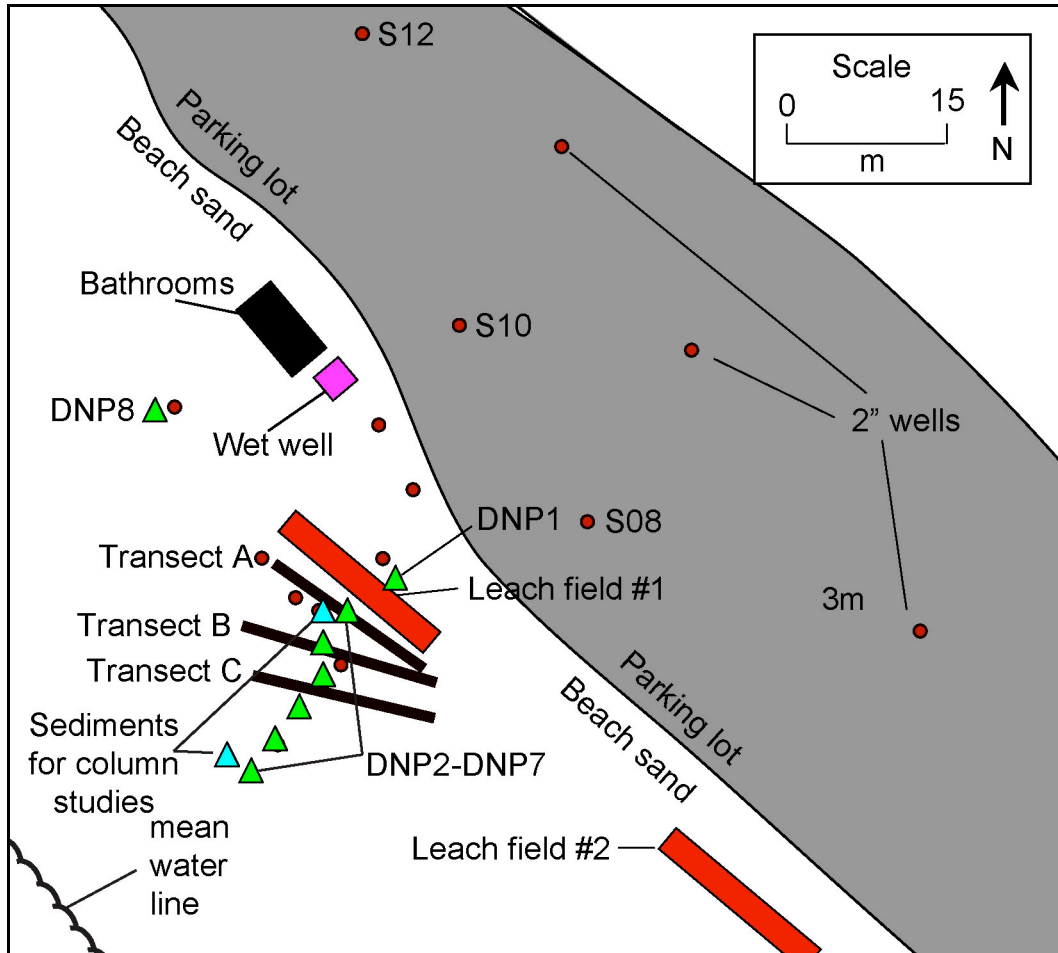 S12
Scale
0
15
m
N
Parking lot
Beach sand
Bathrooms
S10
DNP8
Wet well
2” wells
DNP1
S08
Transect A
Leach field #1
3m
Transect B
Transect C
Sediments
for column
studies
DNP2-DNP7
Parking lot
Beach sand
mean
water
line
Leach field #2